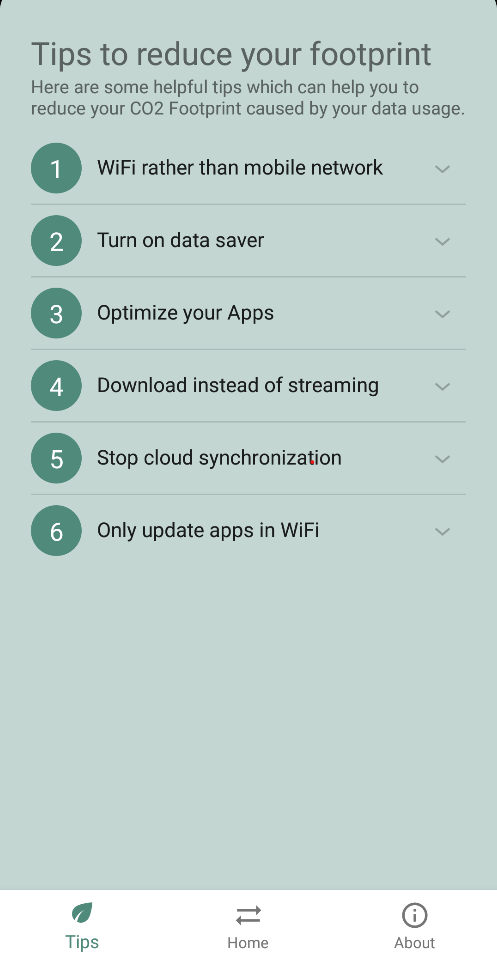 Tips to reduce your footprint
Here are some helpful tips which can help you to
reduce your CO2 Footprint caused by your data usage.
1 WiFi rather than mobile network
2 Turn on data saver
3 Optimize your Apps
4 Download instead of streaming
5 Stop cloud synchronization
6 Only update apps in WiFi
Tips Home About